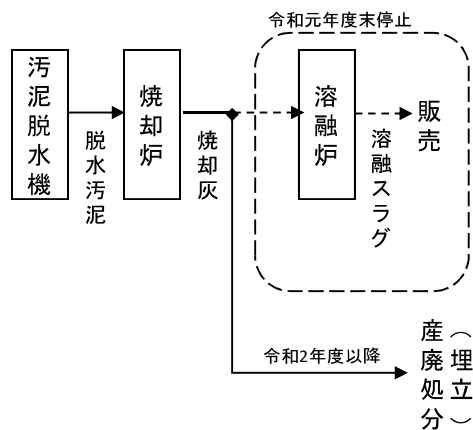 令和元年度末停止
汚泥脱水機
脱水汚泥
焼却炉
焼却灰
溶融炉
溶融スラグ
販売
令和2年度以降
産廃処分
（埋立）